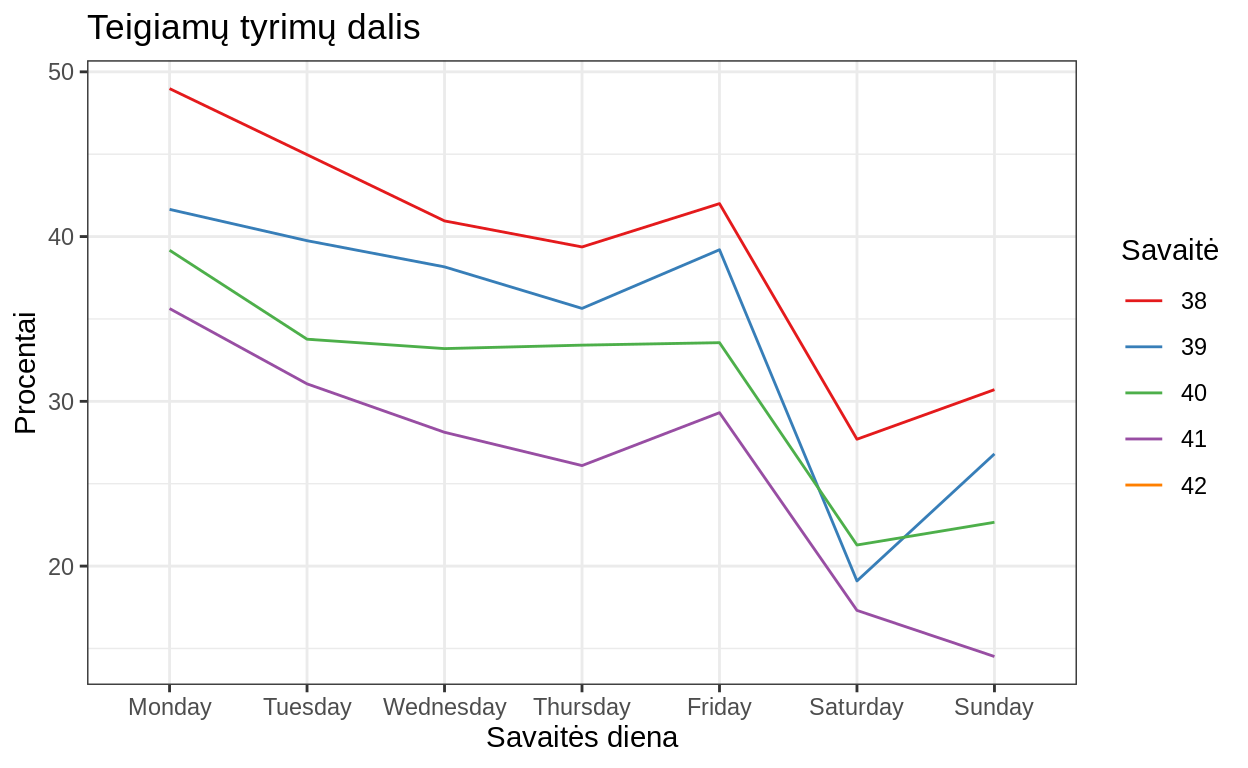 Teigiamų tyrimų dalis
50
40
30
20
Procentai
Monday Tuesday Wednesday Thursday Friday Saturday Sunday
Savaitės diena
Savaitė
38
39
40
41
42